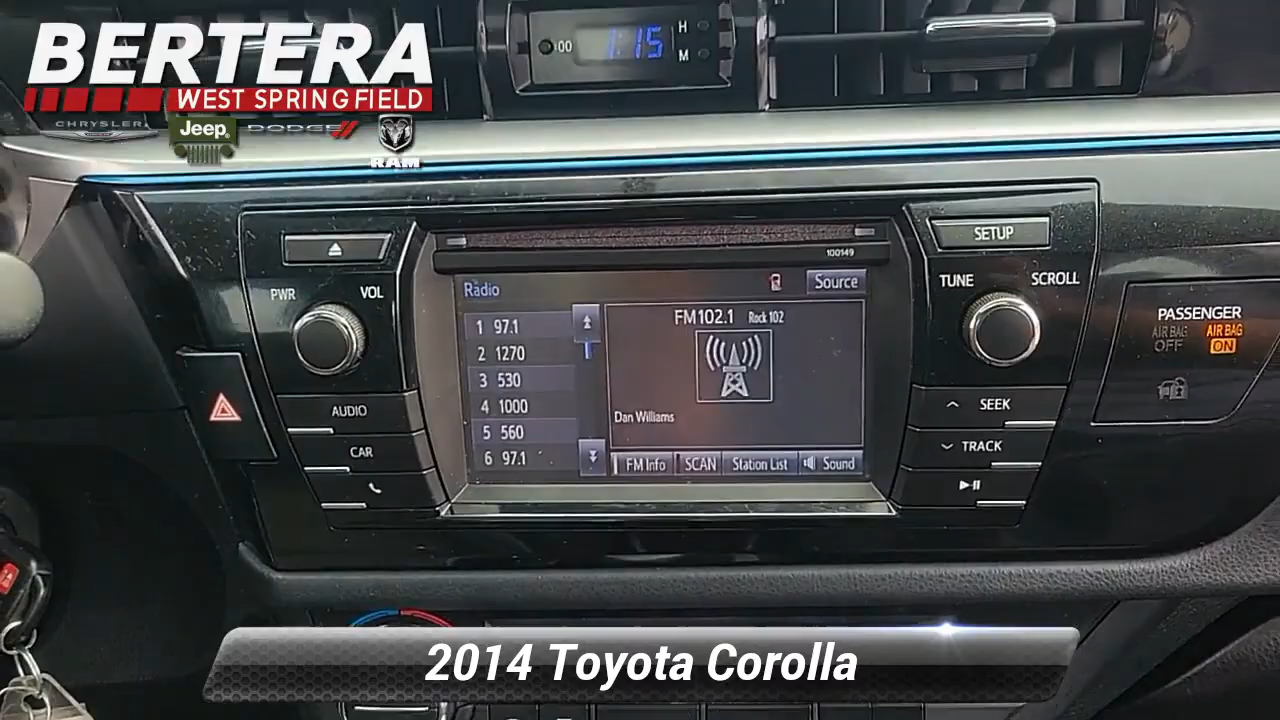 BERTERA
WEST SPRINGFIELD
CHRYSLER
Jeep
DODGE
RAM
:00
1:15
H
M
100149
SETUP
PWR
VOL
TUNE
SCROLL
Radio
Source
1 97.1
2 1270
3 530
4 1000
5 560
6 97.1
FM102.1 Rock 102
Dan Williams
FM Info
SCAN
Station List
Sound
AUDIO
CAR
SEEK
TRACK
PASSENGER
AIR BAG OFF
AIR BAG ON
2014 Toyota Corolla